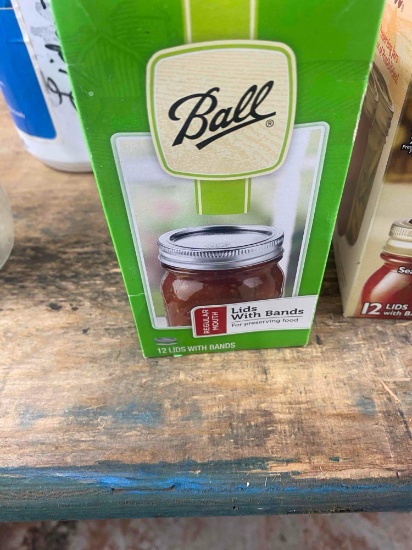 Ball®
REGULAR
MOUTH
Lids
With Bands
For preserving food
12 LIDS WITH BANDS
12 LIDS